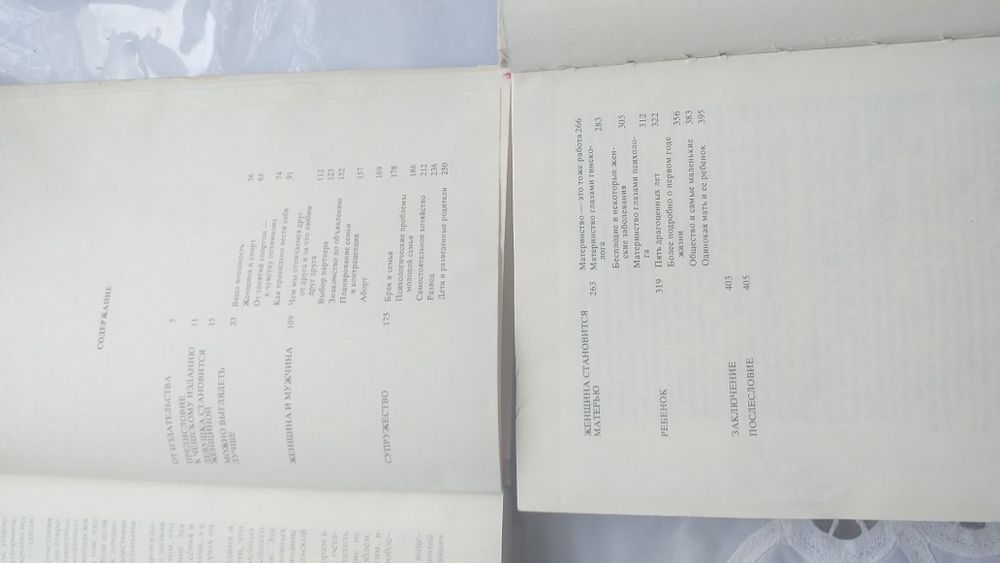 СОДЕРЖАНИЕ
ОТ ИЗДАТЕЛЬСТВА 5
ПРЕДИСЛОВИЕ
К ЧЕШСКОМУ ИЗДАНИЮ 11
ДЕВУШКА СТАНОВИТСЯ
ЖЕНЩИНОЙ 15
МОЖНО ВЫГЛЯДЕТЬ
ЛУЧШЕ 33
Ваша внешность 36
Женщина и спорт 65
От занятий спортом —
к чувству оптимизма 74
Как правильно вести себя 91
ЖЕНЩИНА И МУЖЧИНА 109
Чем мы отличаемся друг
от друга и за что любим
друг друга 112
Выбор партнера 123
Знакомство по объявлению 152
Планирование семьи
и контрацепция 157
Аборт 169
СУПРУЖЕСТВО 175
Брак и семья 178
Психологические проблемы
молодой семьи 186
Самостоятельное хозяйство 212
Развод 236
Дети и разведенные родители 250
ЖЕНЩИНА СТАНОВИТСЯ
МАТЕРЬЮ 263
Материнство — это тоже работа 266
Материнство глазами гинеко-
лога 283
Бесплодие и некоторые жен-
ские заболевания 305
Материнство глазами психоло-
га 312
РЕБЕНОК 319
Пять драгоценных лет 322
Более подробно о первом годе
жизни 356
Общество и самые маленькие 383
Одинокая мать и ее ребенок 395
ЗАКЛЮЧЕНИЕ 403
ПОСЛЕСЛОВИЕ 405